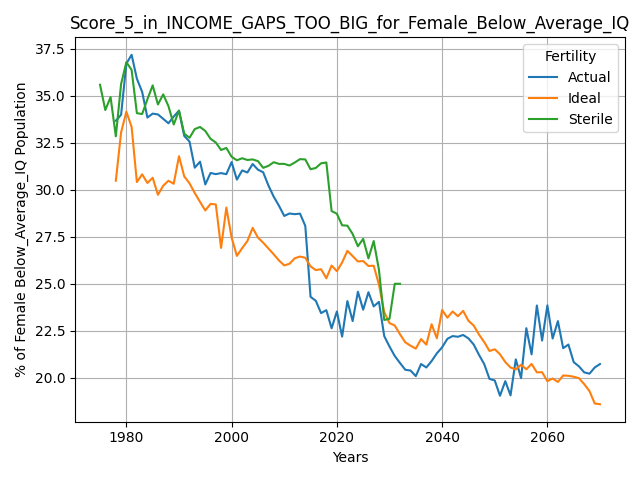 Score_5_in_INCOME_GAPS_TOO_BIG_for_Female_Below_Average_IQ
Fertility
Actual
Ideal
Sterile
% of Female Below_Average_IQ Population
37.5
35.0
32.5
30.0
27.5
25.0
22.5
20.0
1980
2000
2020
2040
2060
Years